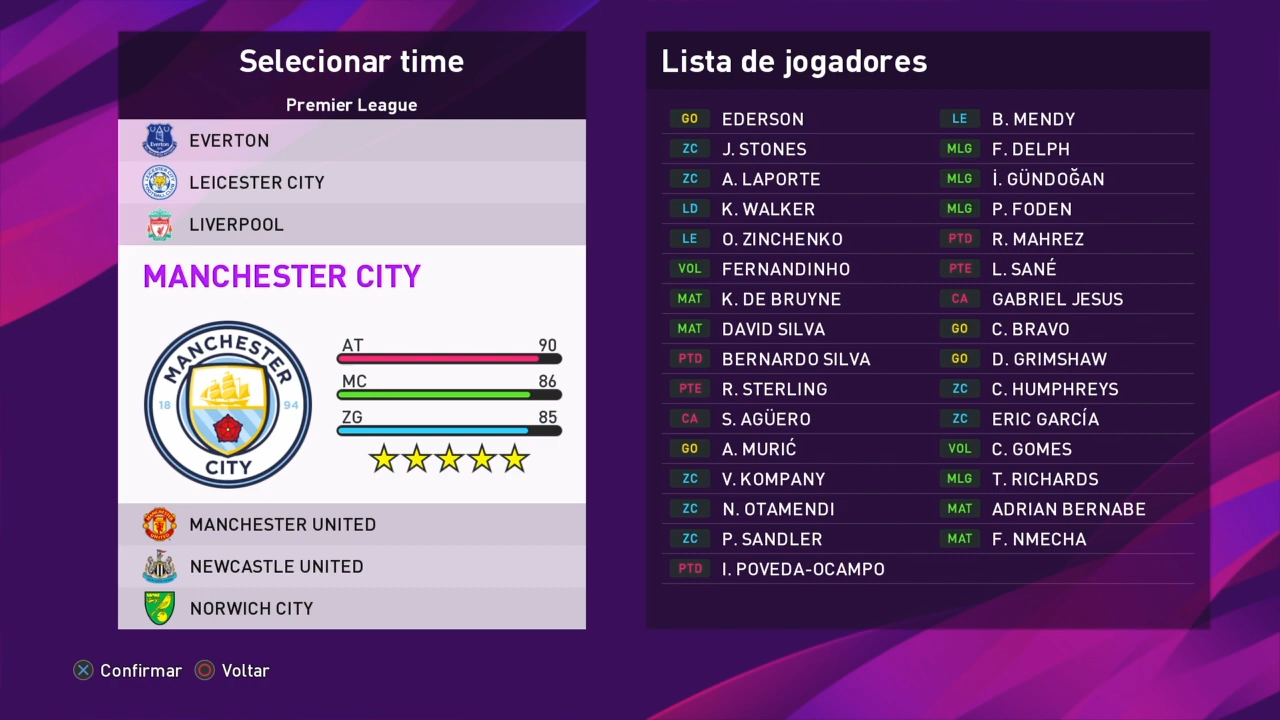 Selecionar time
Premier League
EVERTON
LEICESTER CITY
LIVERPOOL
MANCHESTER CITY
MANCHESTER
18 94
CITY
AT 90
MC 86
ZG 85
MANCHESTER UNITED
NEWCASTLE UNITED
NORWICH CITY
Lista de jogadores
GO EDERSON
ZC J. STONES
ZC A. LAPORTE
LD K. WALKER
LE O. ZINCHENKO
VOL FERNANDINHO
MAT K. DE BRUYNE
MAT DAVID SILVA
PTD BERNARDO SILVA
PTE R. STERLING
CA S. AGÜERO
GO A. MURIĆ
ZC V. KOMPANY
ZC N. OTAMENDI
ZC P. SANDLER
PTD I. POVEDA-OCAMPO
LE B. MENDY
MLG F. DELPH
MLG İ. GÜNDOĞAN
MLG P. FODEN
PTD R. MAHREZ
PTE L. SANÉ
CA GABRIEL JESUS
GO C. BRAVO
GO D. GRIMSHAW
ZC C. HUMPHREYS
ZC ERIC GARCÍA
VOL C. GOMES
MLG T. RICHARDS
MAT ADRIAN BERNABE
MAT F. NMECHA
Confirmar Voltar